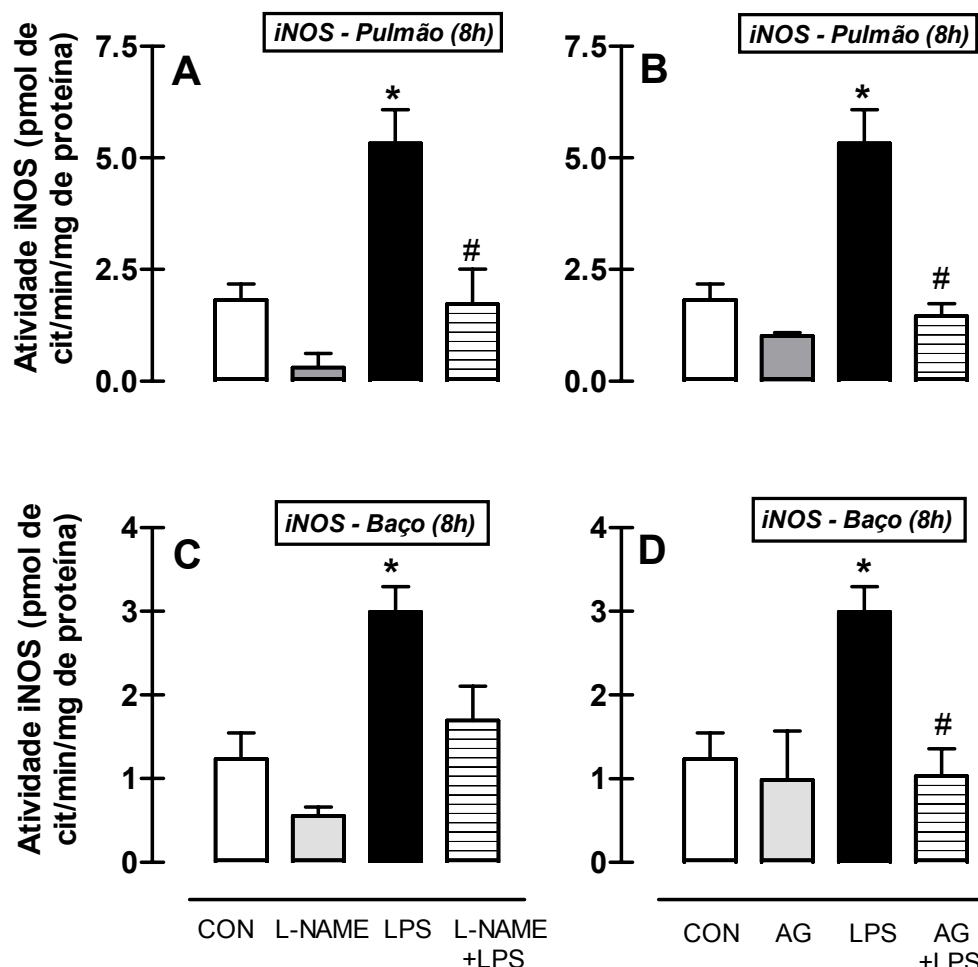 iNOS - Pulmão (8h)
A
Atividade iNOS (pmol de
cit/min/mg de proteína)
7.5
5.0
2.5
0.0
*
#
iNOS - Pulmão (8h)
B
7.5
5.0
2.5
0.0
*
#
iNOS - Baço (8h)
C
Atividade iNOS (pmol de
cit/min/mg de proteína)
4
3
2
1
0
*
CON L-NAME LPS L-NAME
+LPS
iNOS - Baço (8h)
D
4
3
2
1
0
*
#
CON AG LPS AG
+LPS